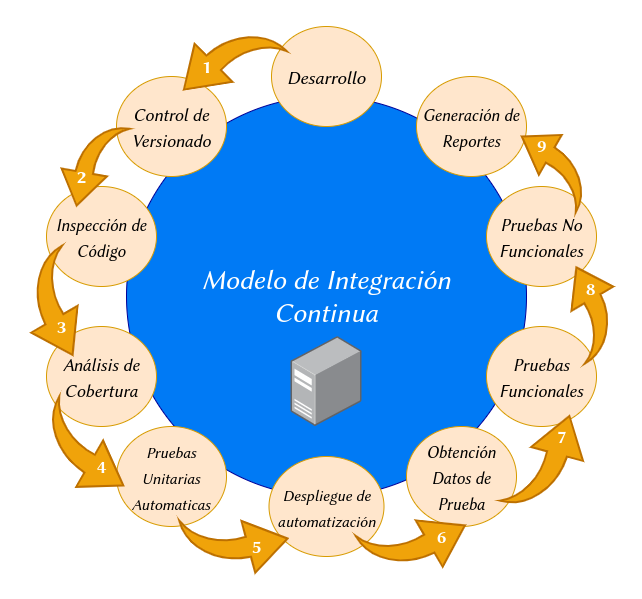 Desarrollo
1
Control de
Versionado
2
Inspección de
Código
3
Análisis de
Cobertura
4
Pruebas
Unitarias
Automaticas
5
Despliegue de
automatización
6
Obtención
Datos de
Prueba
7
Pruebas
Funcionales
8
Pruebas No
Funcionales
9
Generación de
Reportes
Modelo de Integración
Continua